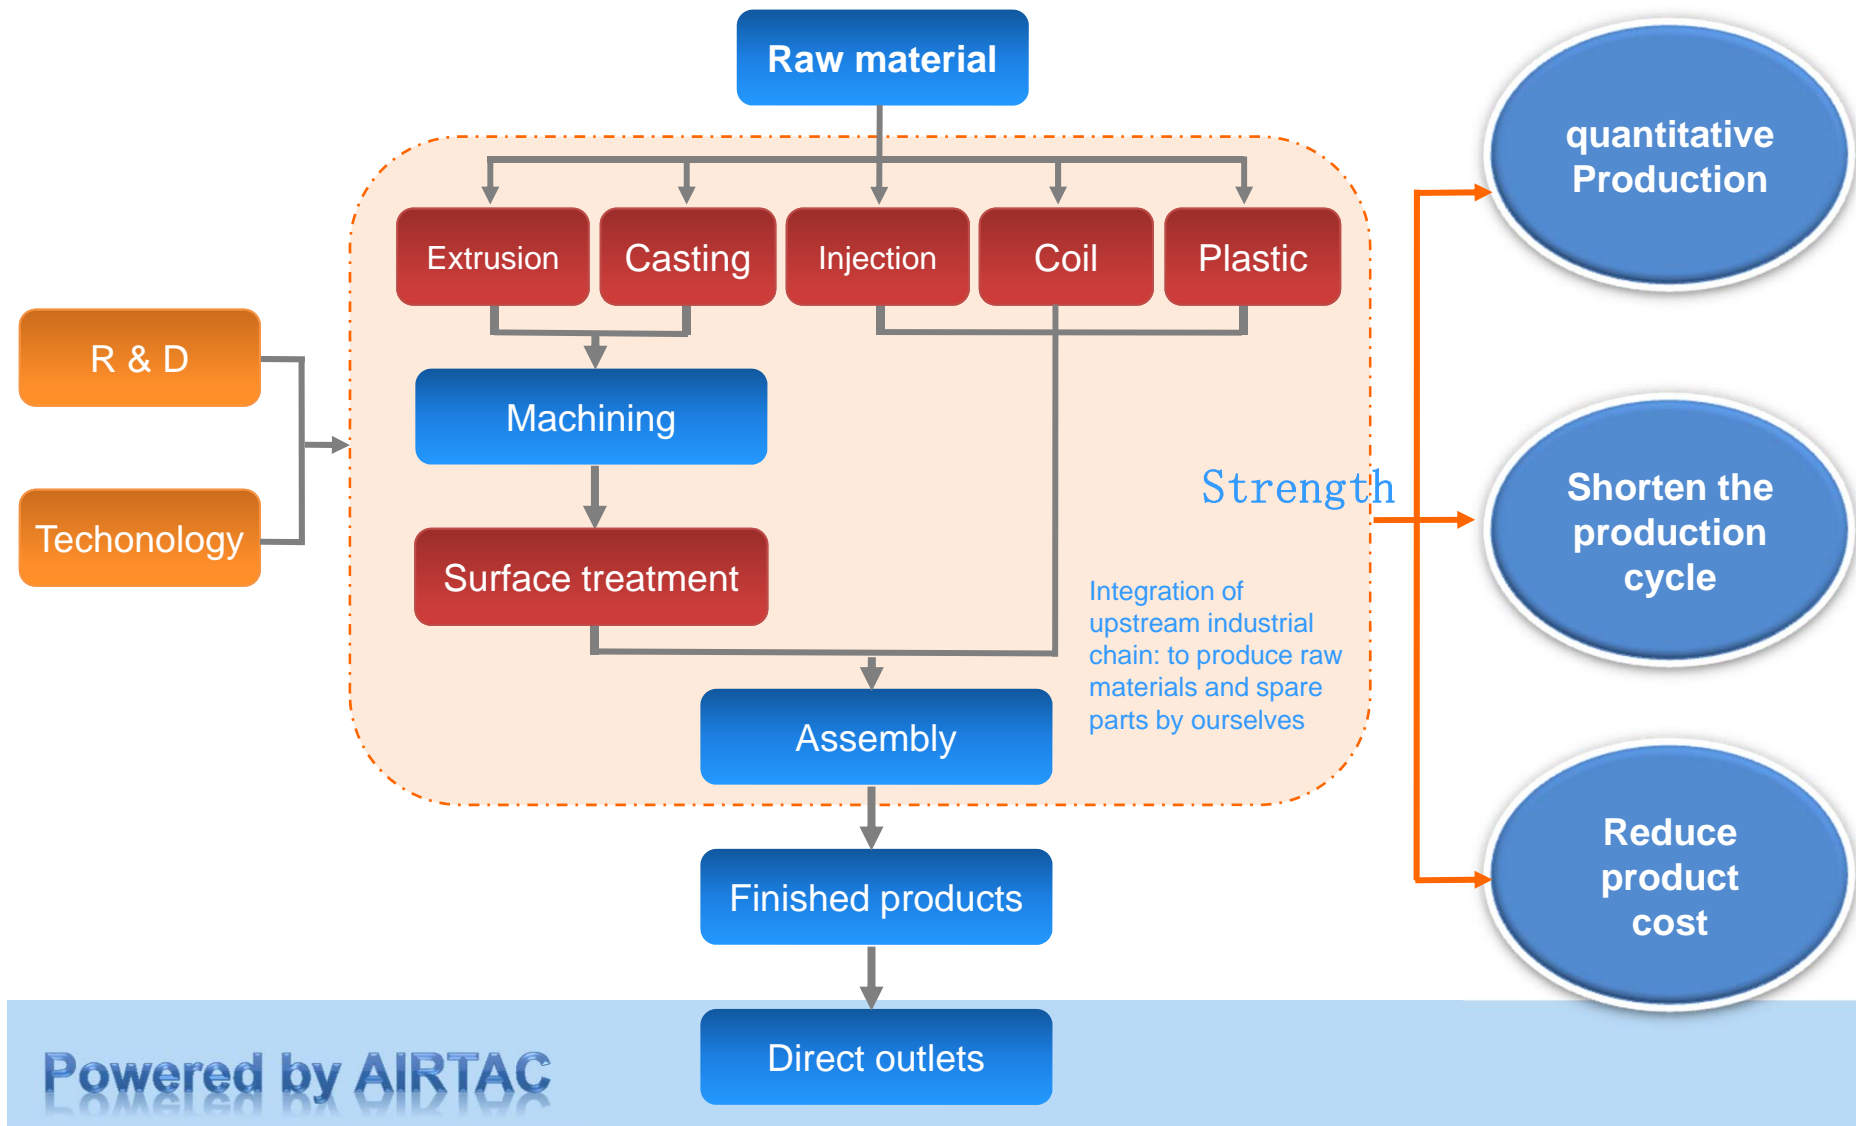 Raw material
Extrusion
Casting
Injection
Coil
Plastic
R & D
Techonology
Machining
Surface treatment
Strength
Integration of
upstream industrial
chain: to produce raw
materials and spare
parts by ourselves
Assembly
Finished products
Direct outlets
quantitative
Production
Shorten the
production
cycle
Reduce
product
cost
Powered by AIRTAC